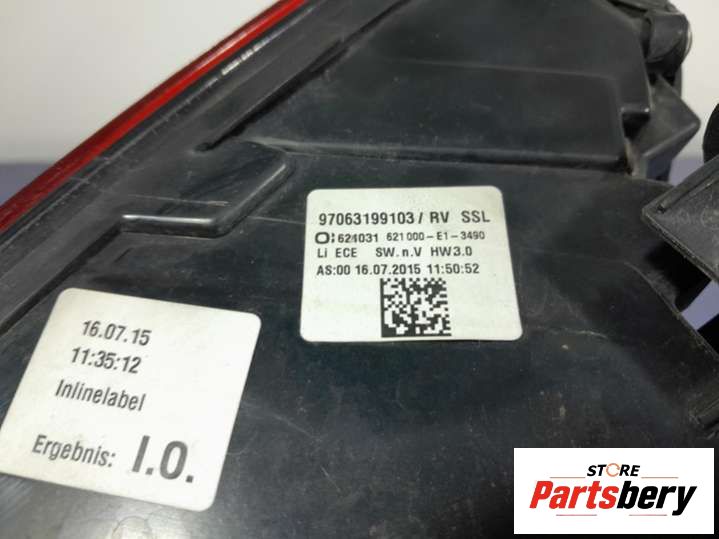 97063199103/ RV SSL
621031 621000-E1-3490
Li ECE SW.n.V HW3.0
AS:00 16.07.2015 11:50:52
16.07.15
11:35:12
Inlinelabel
Ergebnis: I.O.
STORE
Partsbery